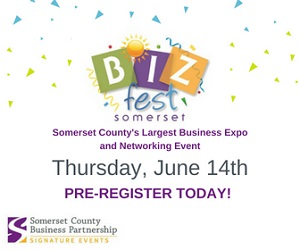 BIZ
fest
somerset
Somerset County's Largest Business Expo
and Networking Event
Thursday, June 14th
PRE-REGISTER TODAY!
Somerset County
Business Partnership
SIGNATURE EVENTS